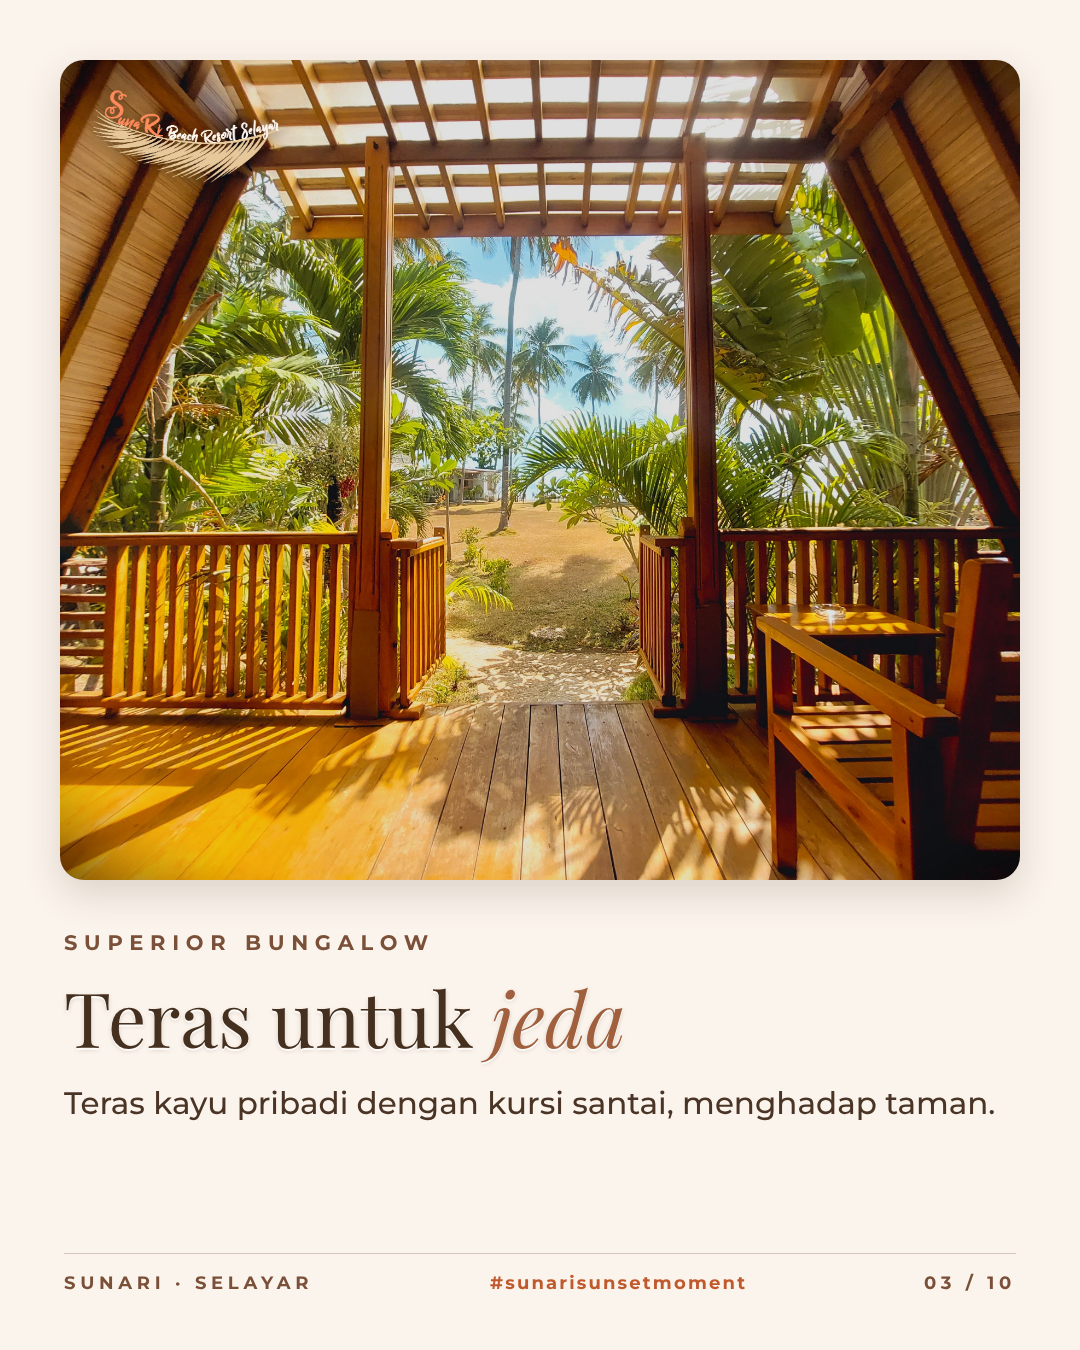 SunaRi Beach Resort Selayar
SUPERIOR BUNGALOW
Teras untuk jeda
Teras kayu pribadi dengan kursi santai, menghadap taman.
SUNARI · SELAYAR
#sunarisunsetmoment
03 / 10